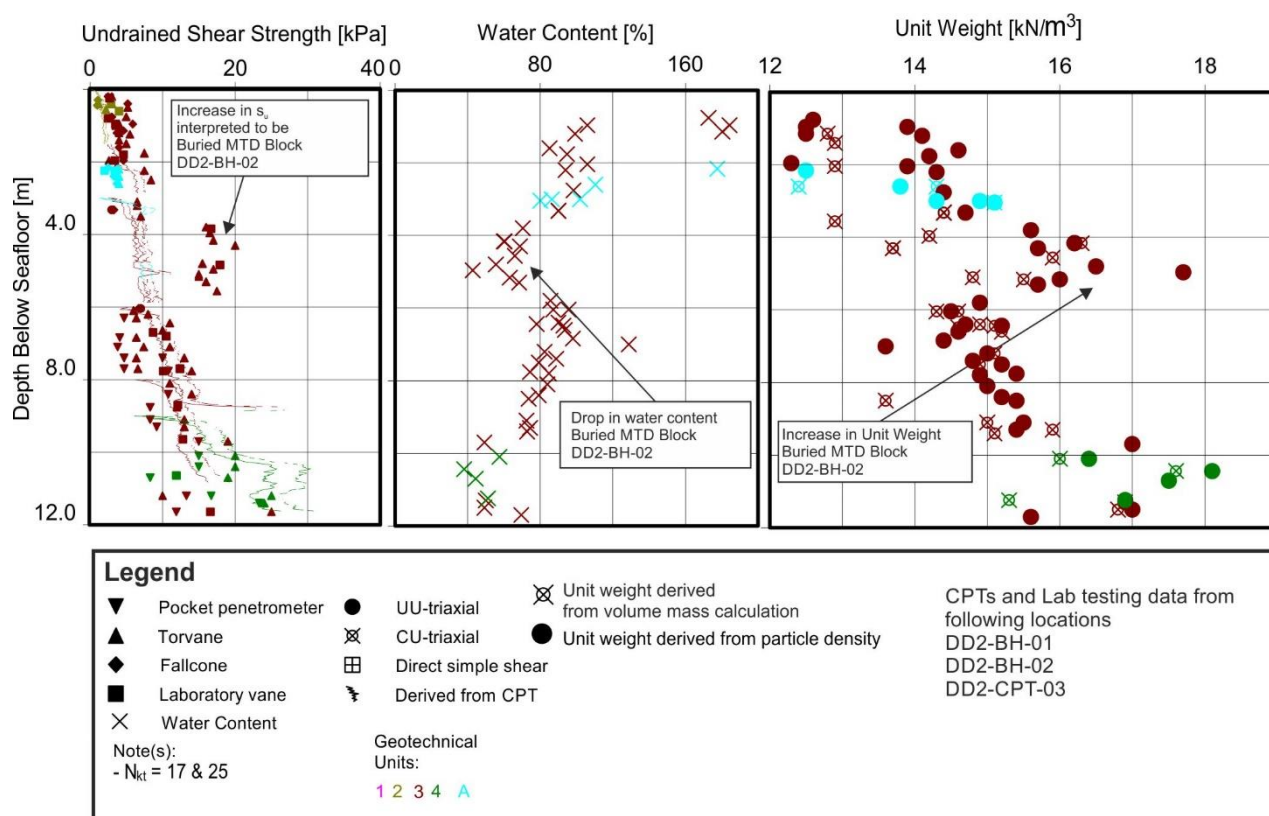 Undrained Shear Strength [kPa]
Water Content [%]
Unit Weight [kN/m³]
0 20 40
0 80 160
12 14 16 18
Depth Below Seafloor [m]
4.0
8.0
12.0
Increase in sᵤ
interpreted to be
Buried MTD Block
DD2-BH-02
Drop in water content
Buried MTD Block
DD2-BH-02
Increase in Unit Weight
Buried MTD Block
DD2-BH-02
Legend
Pocket penetrometer
Torvane
Fallcone
Laboratory vane
Water Content
UU-triaxial
CU-triaxial
Direct simple shear
Derived from CPT
Unit weight derived
from volume mass calculation
Unit weight derived from particle density
CPTs and Lab testing data from
following locations
DD2-BH-01
DD2-BH-02
DD2-CPT-03
Note(s):
- Nkt = 17 & 25
Geotechnical
Units:
1 2 3 4 A